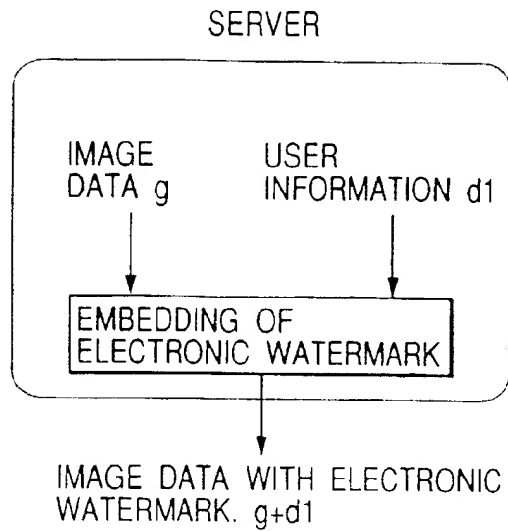 SERVER
IMAGE
DATA g
USER
INFORMATION d1
EMBEDDING OF
ELECTRONIC WATERMARK
IMAGE DATA WITH ELECTRONIC
WATERMARK. g+d1